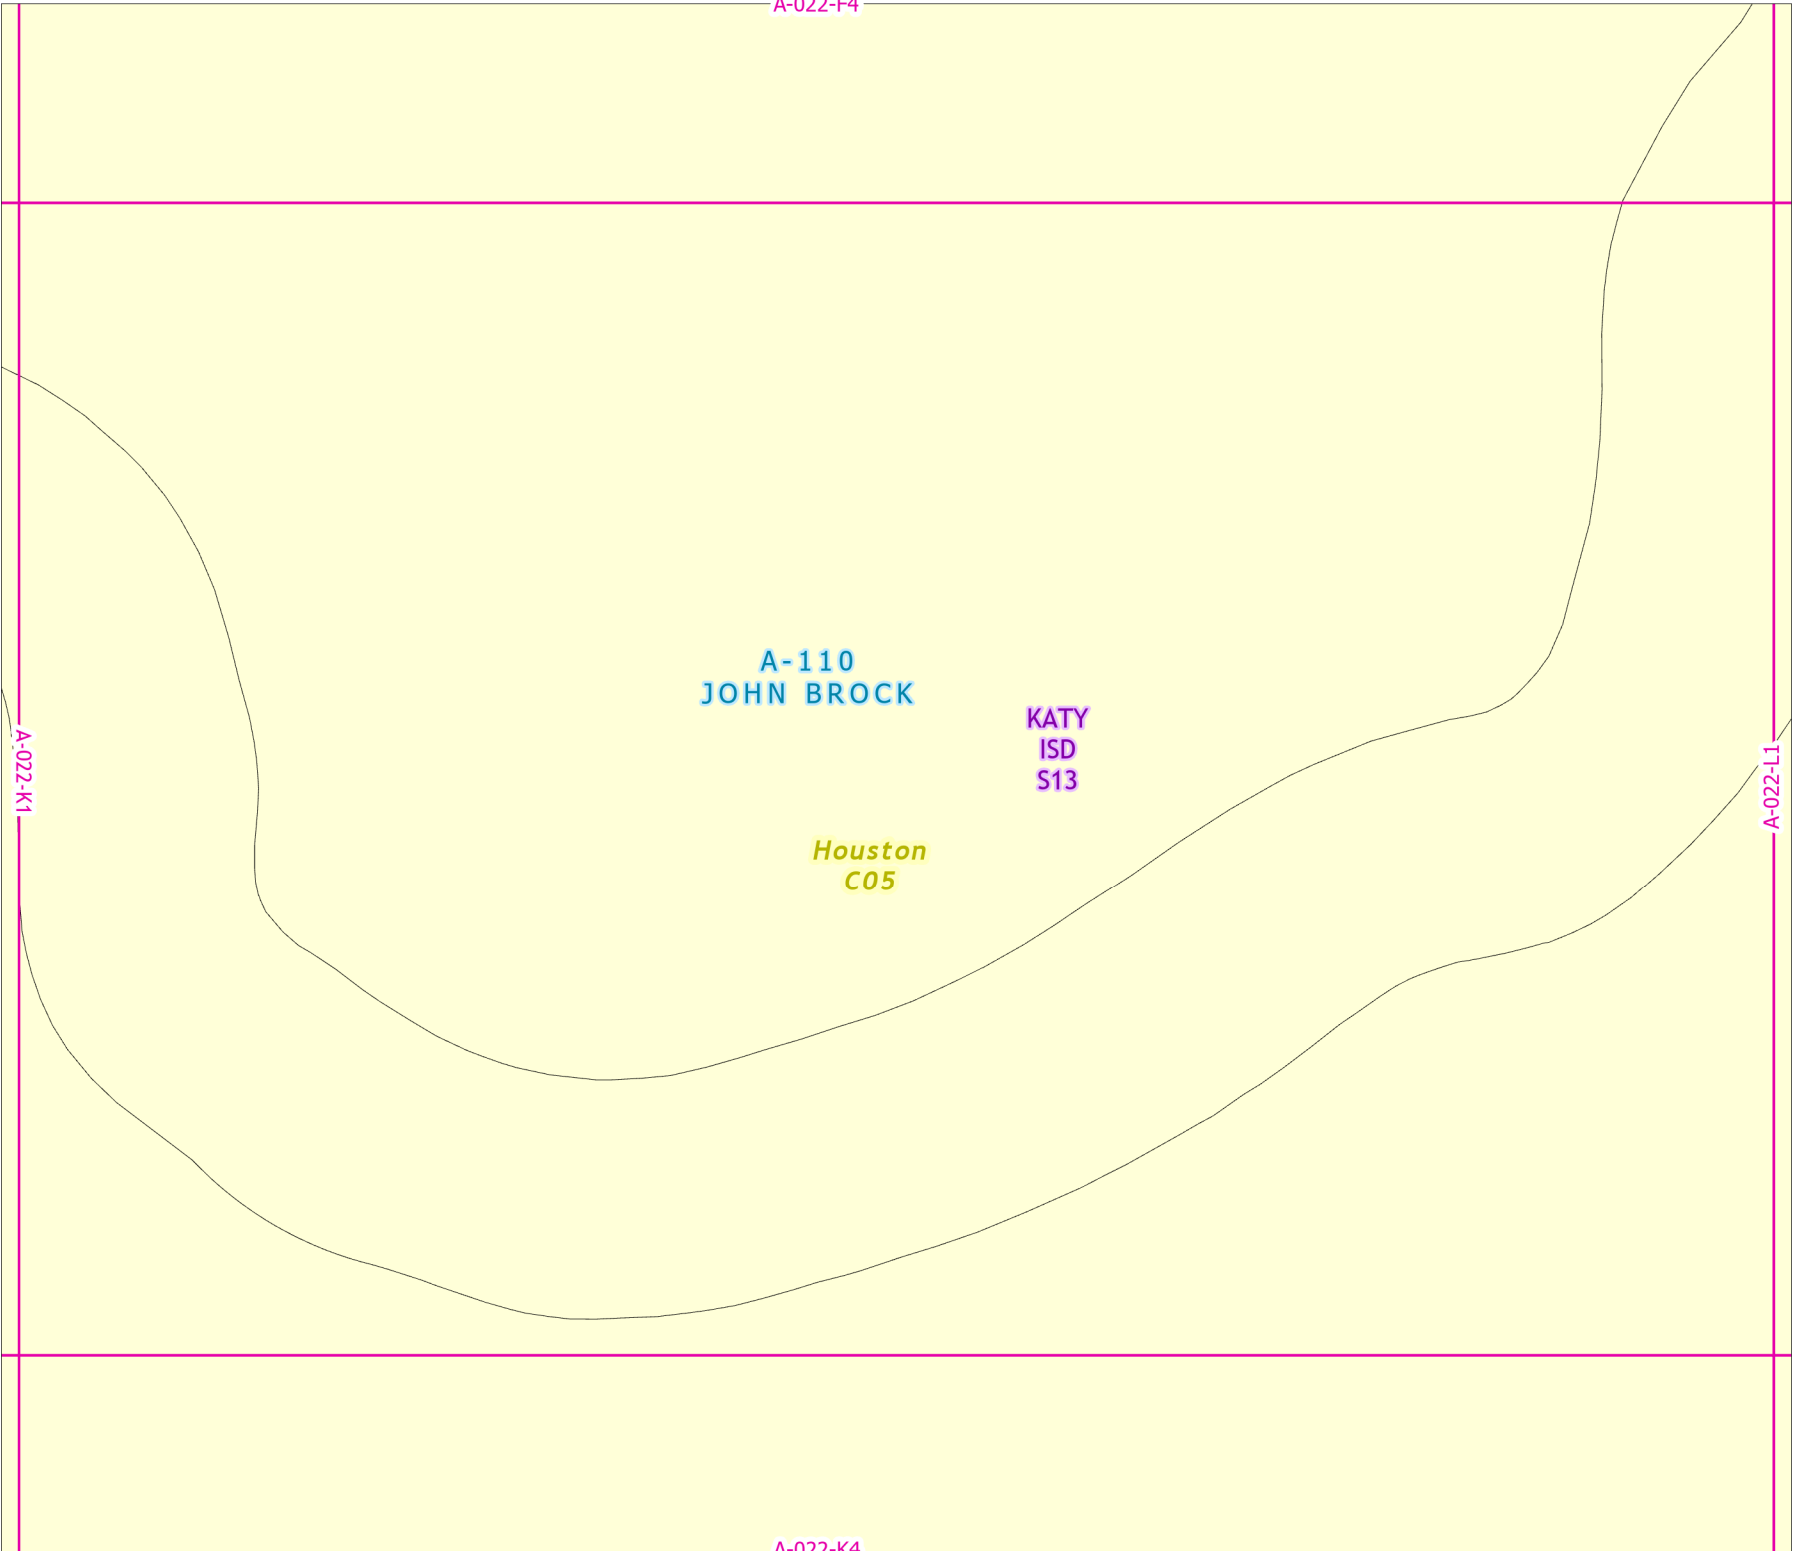 A-022-F4
A-110
JOHN BROCK
KATY
ISD
S13
A-022-K1
A-022-L1
Houston
C05
A-022-K4